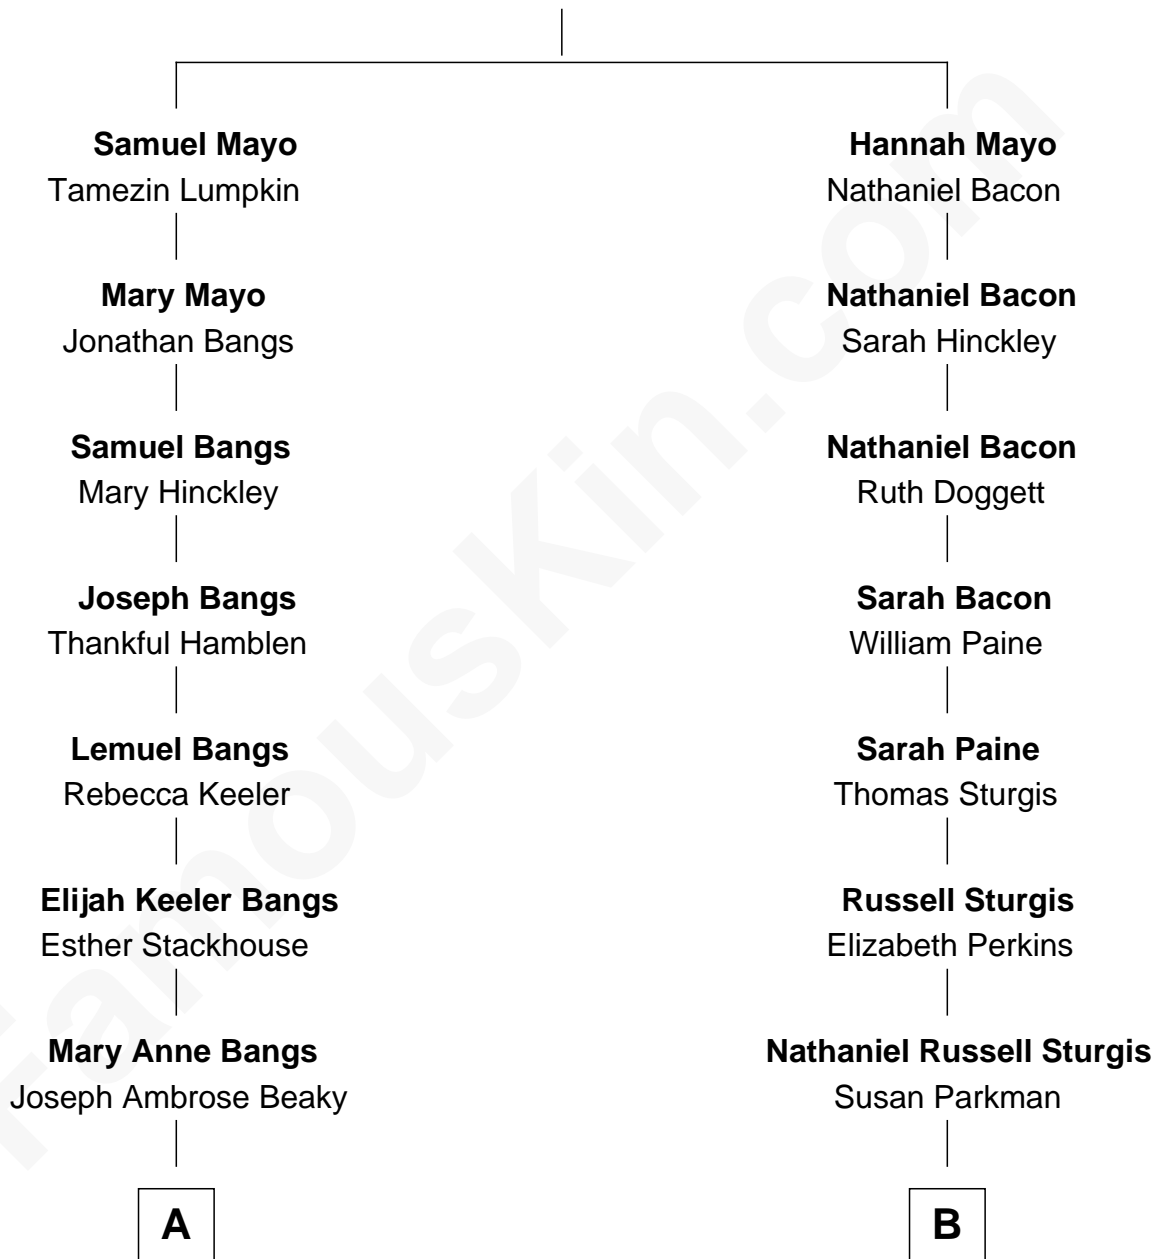 Samuel Mayo
Tamezin Lumpkin
Hannah Mayo
Nathaniel Bacon
Mary Mayo
Jonathan Bangs
Nathaniel Bacon
Sarah Hinckley
Samuel Bangs
Mary Hinckley
Nathaniel Bacon
Ruth Doggett
Joseph Bangs
Thankful Hamblen
Sarah Bacon
William Paine
Lemuel Bangs
Rebecca Keeler
Sarah Paine
Thomas Sturgis
Elijah Keeler Bangs
Esther Stackhouse
Russell Sturgis
Elizabeth Perkins
Mary Anne Bangs
Joseph Ambrose Beaky
Nathaniel Russell Sturgis
Susan Parkman
A
B
FamousKin.com